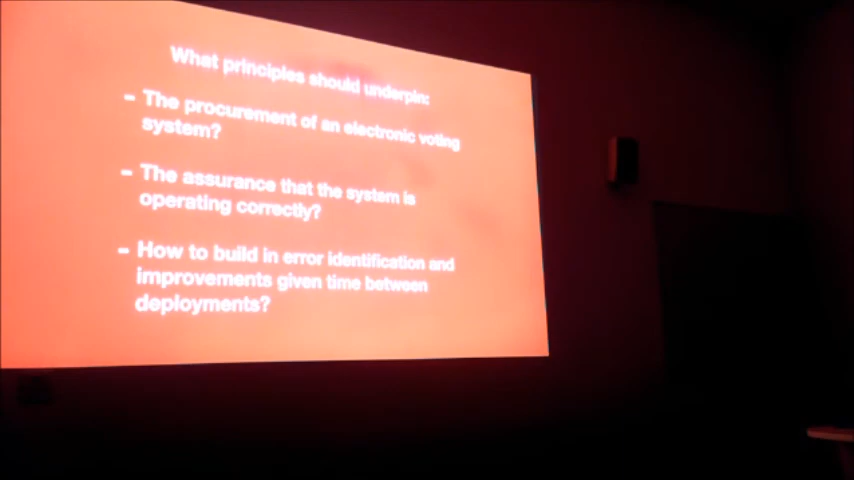 What principles should underpin:
- The procurement of an electronic voting
system?
- The assurance that the system is
operating correctly?
- How to build in error identification and
improvements given time between
deployments?